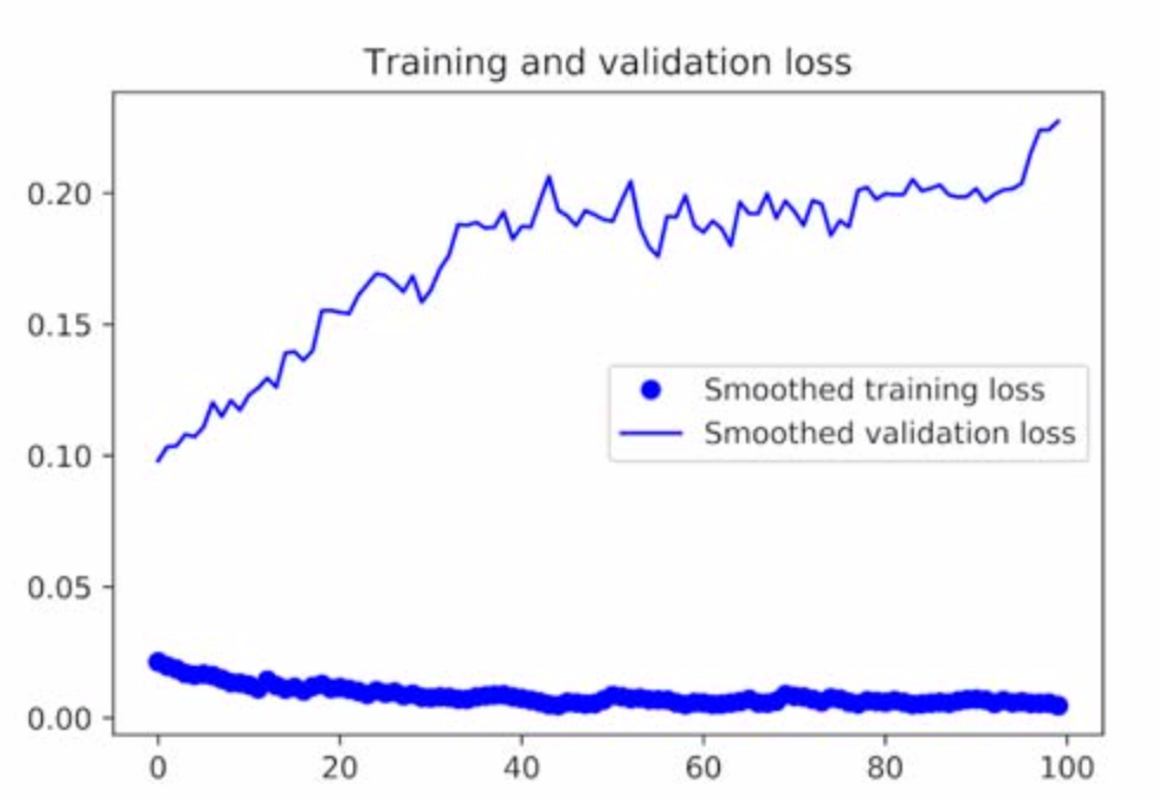 Training and validation loss
0.20
0.15
Smoothed training loss
Smoothed validation loss
0.10
0.05
0.00
0 20 40 60 80 100